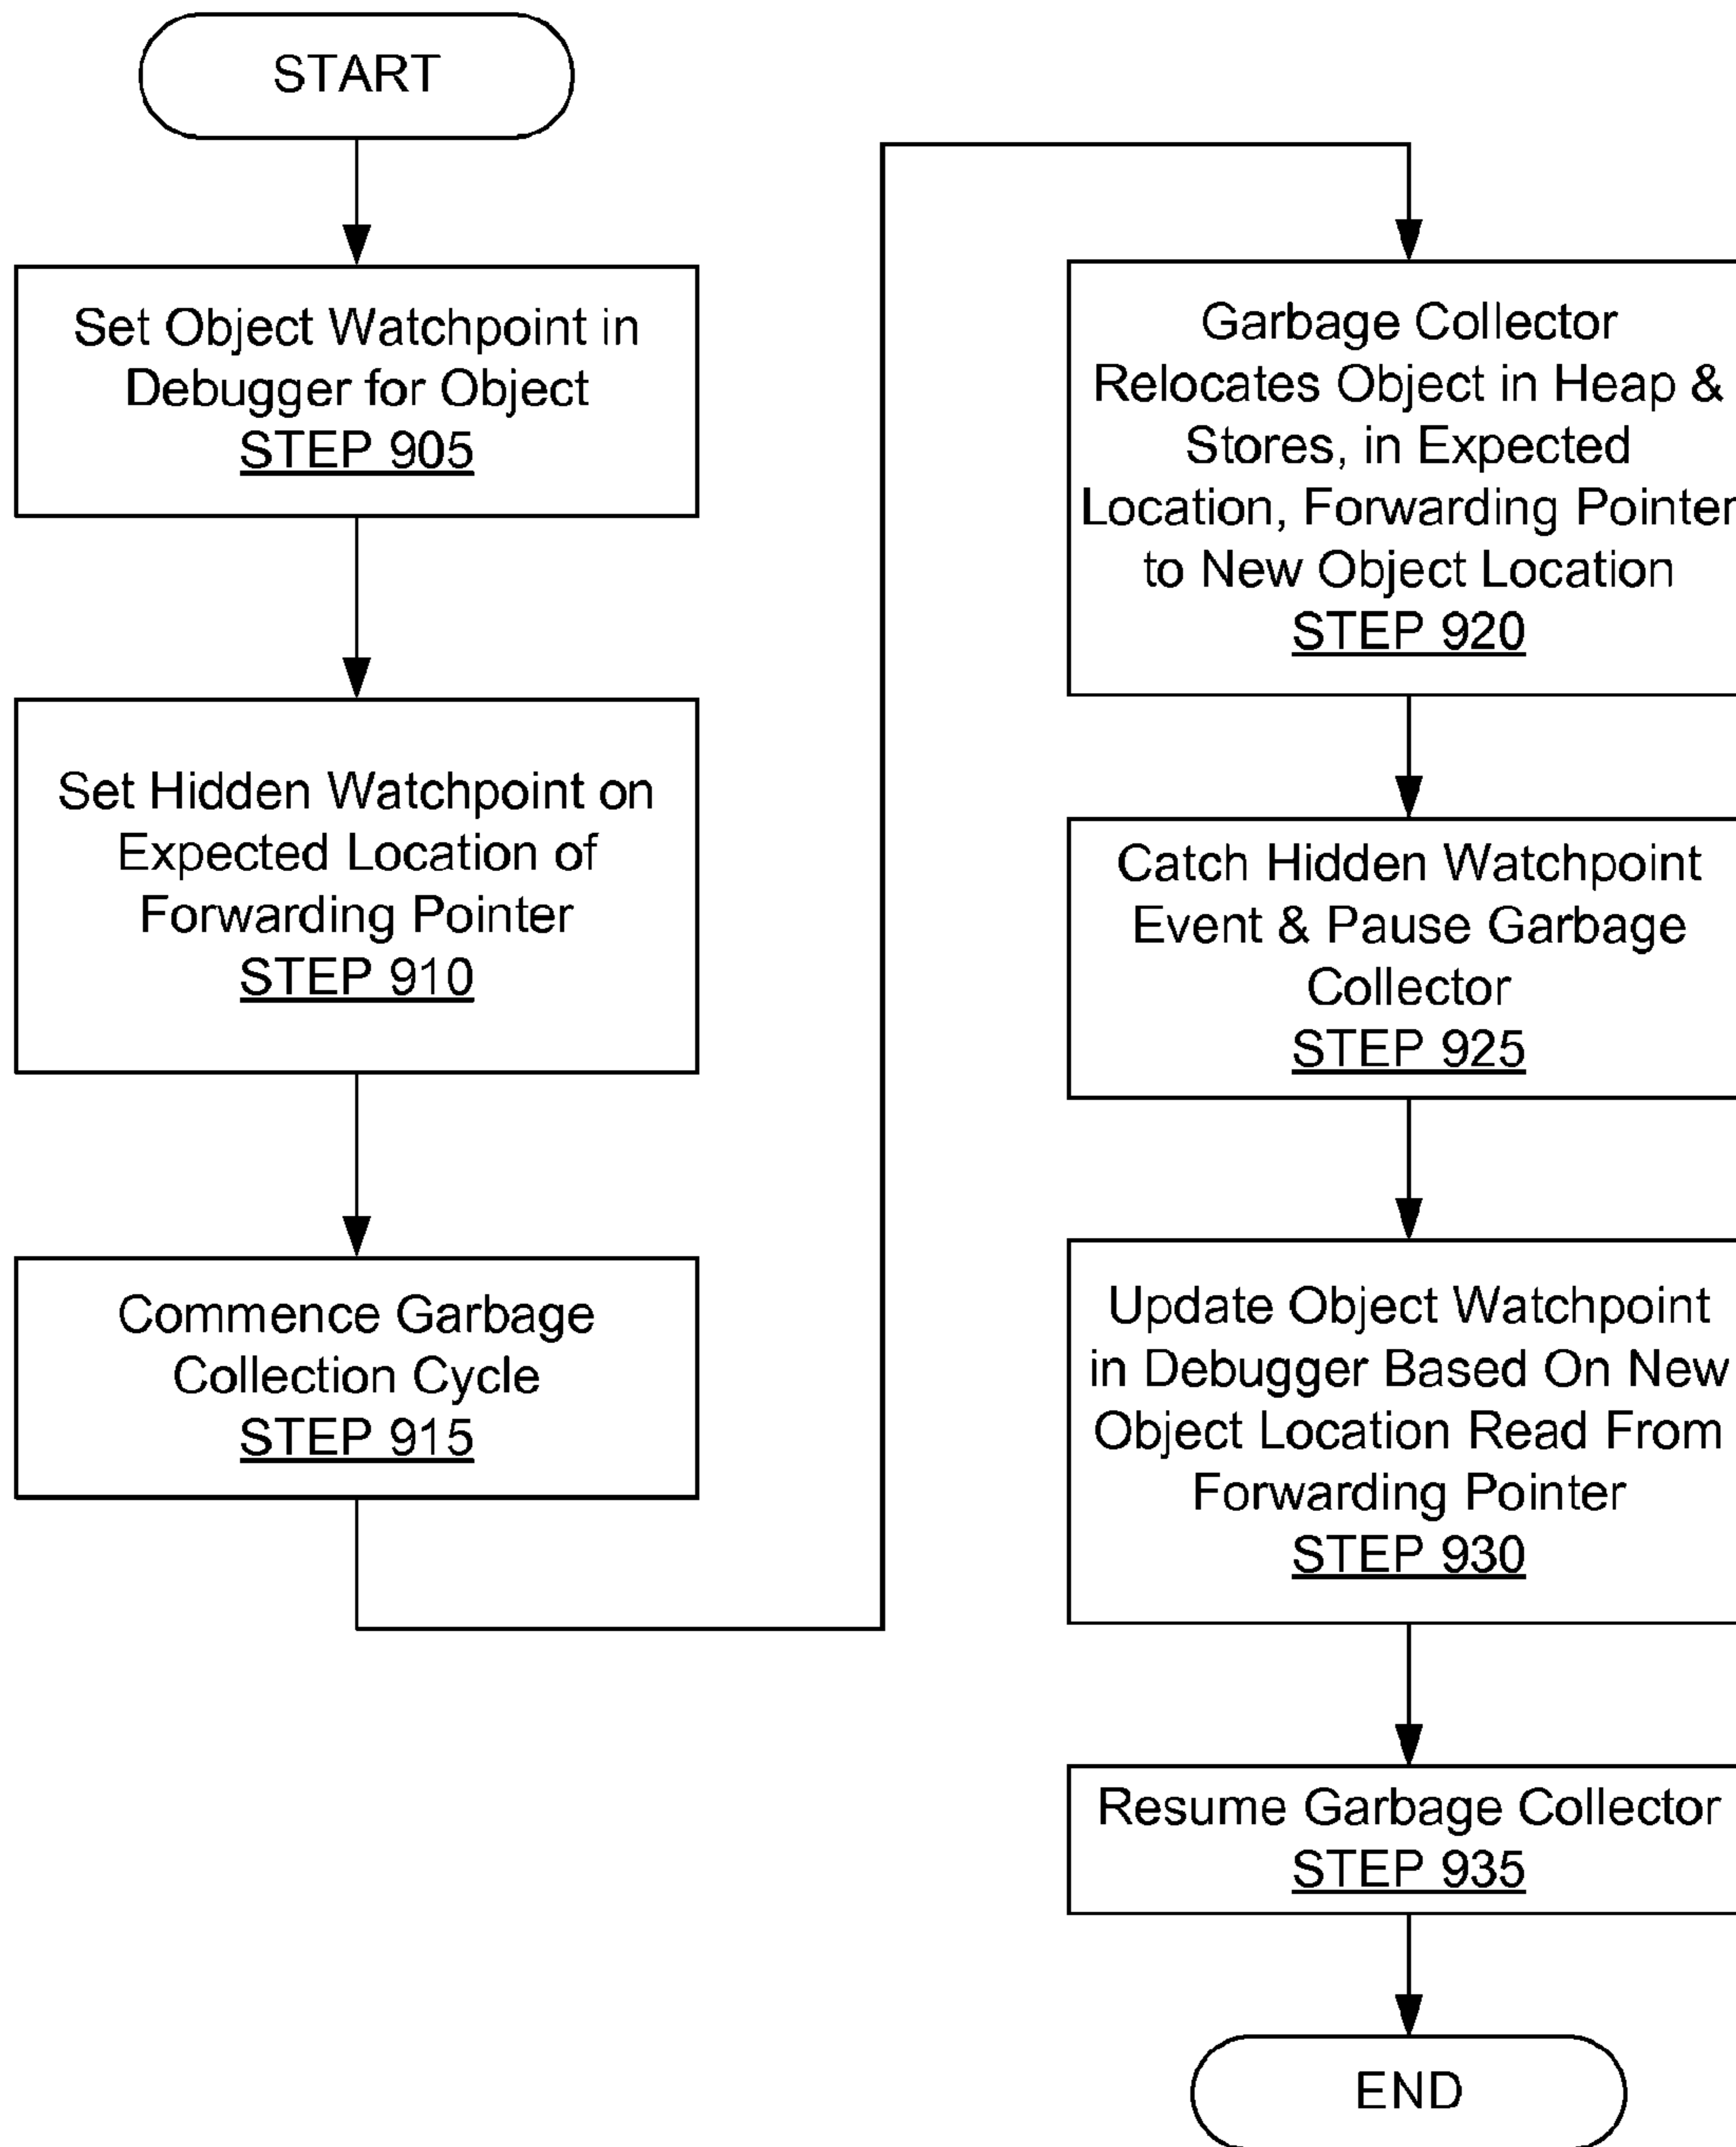 START
Set Object Watchpoint in
Debugger for Object
STEP 905
Set Hidden Watchpoint on
Expected Location of
Forwarding Pointer
STEP 910
Commence Garbage
Collection Cycle
STEP 915
Garbage Collector
Relocates Object in Heap &
Stores, in Expected
Location, Forwarding Pointer
to New Object Location
STEP 920
Catch Hidden Watchpoint
Event & Pause Garbage
Collector
STEP 925
Update Object Watchpoint
in Debugger Based On New
Object Location Read From
Forwarding Pointer
STEP 930
Resume Garbage Collector
STEP 935
END